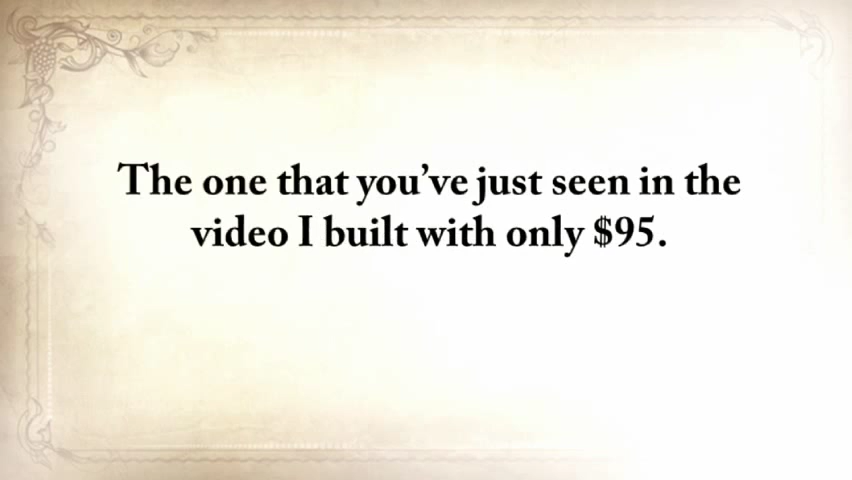 The one that you’ve just seen in the
video I built with only $95.